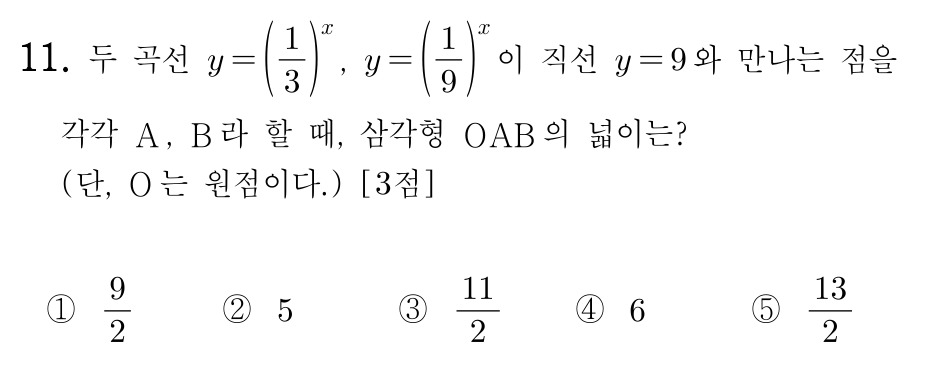 11. 두 곡선 y=(1/3)^x, y=(1/9)^x 이 직선 y=9와 만나는 점을
각각 A, B라 할 때, 삼각형 OAB의 넓이는?
(단, O는 원점이다.) [3점]
① 9/2 ② 5 ③ 11/2 ④ 6 ⑤ 13/2